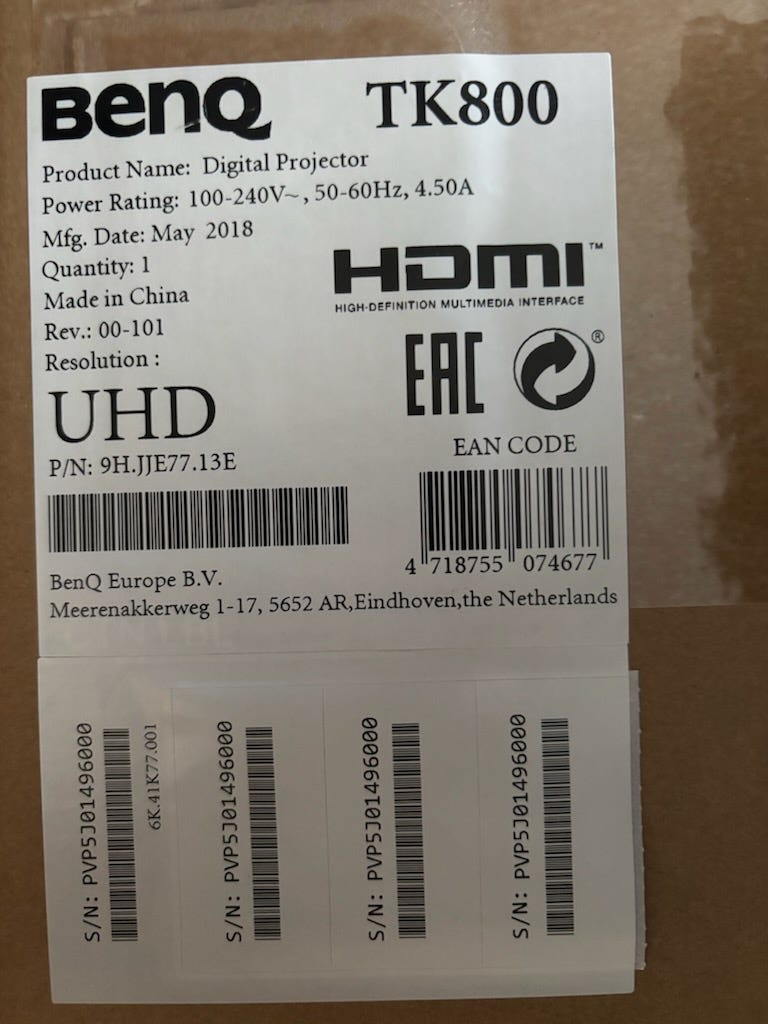 BenQ TK800
Product Name: Digital Projector
Power Rating: 100-240V~, 50-60Hz, 4.50A
Mfg. Date: May 2018
Quantity: 1
Made in China
Rev.: 00-101
Resolution :
UHD
P/N: 9H.JJE77.13E
HDMI™
HIGH-DEFINITION MULTIMEDIA INTERFACE
EAC ®
EAN CODE
4 718755 074677
BenQ Europe B.V.
Meerenakkerweg 1-17, 5652 AR,Eindhoven,the Netherlands
S/N: PVP5J01496000
6K.41K77.001
S/N: PVP5J01496000
S/N: PVP5J01496000
S/N: PVP5J01496000